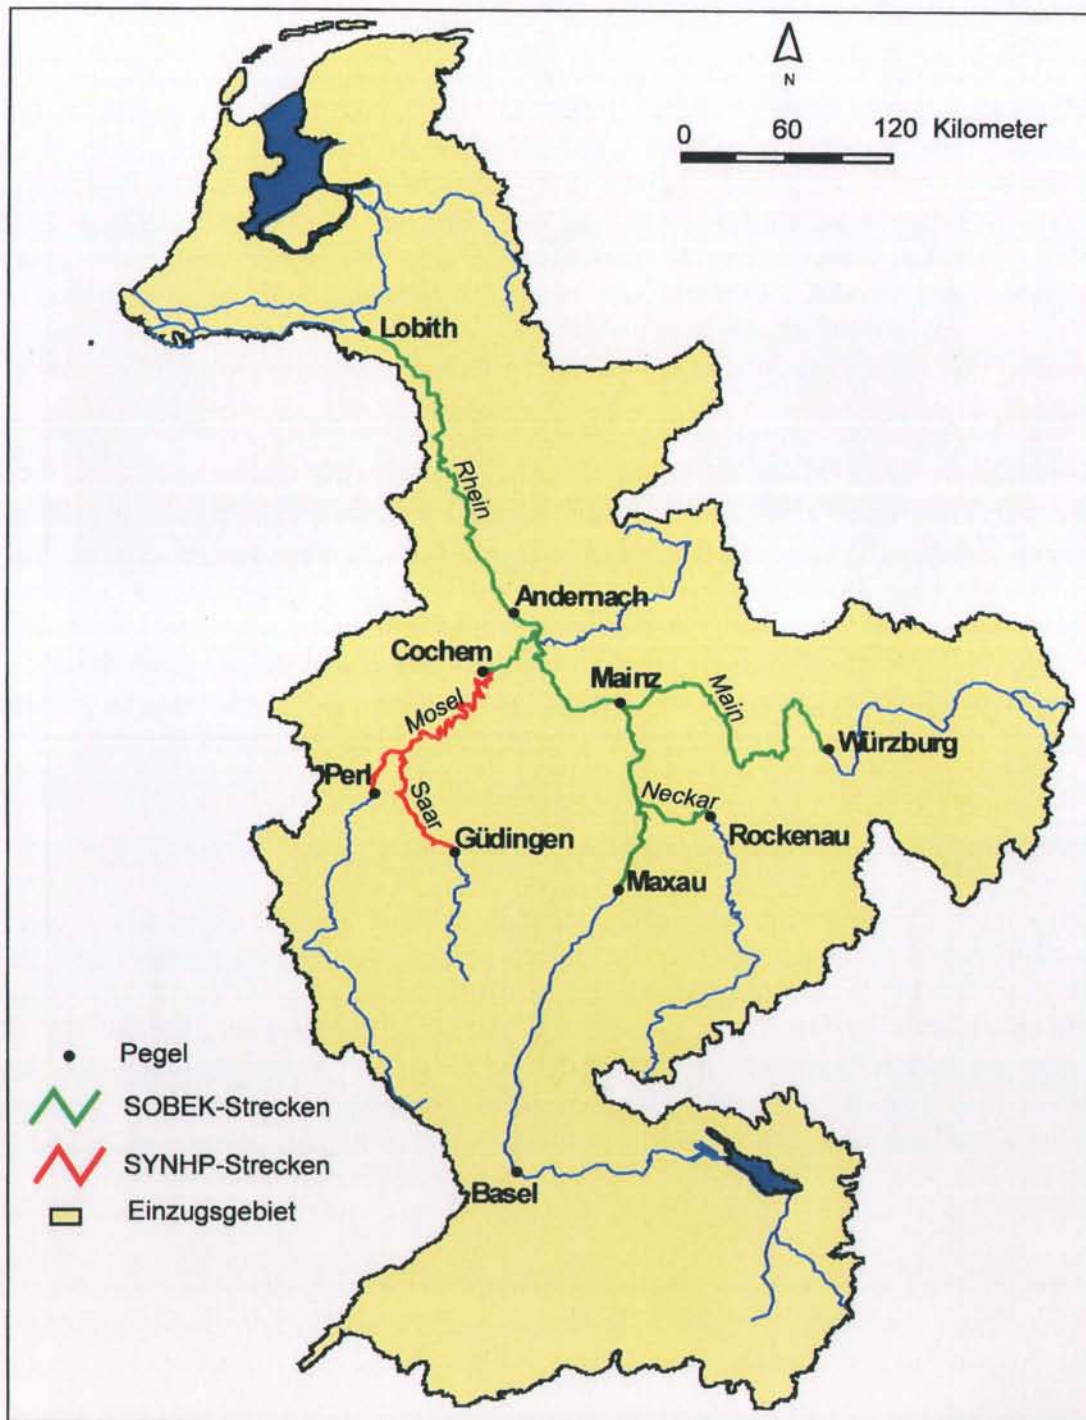 N
0 60 120 Kilometer
Lobith
Rhein
Andernach
Cochem
Mainz
Main
Mosel
Würzburg
Perl
Saar
Neckar
Güdingen
Rockenau
Maxau
Pegel
SOBEK-Strecken
SYNHP-Strecken
Einzugsgebiet
Basel